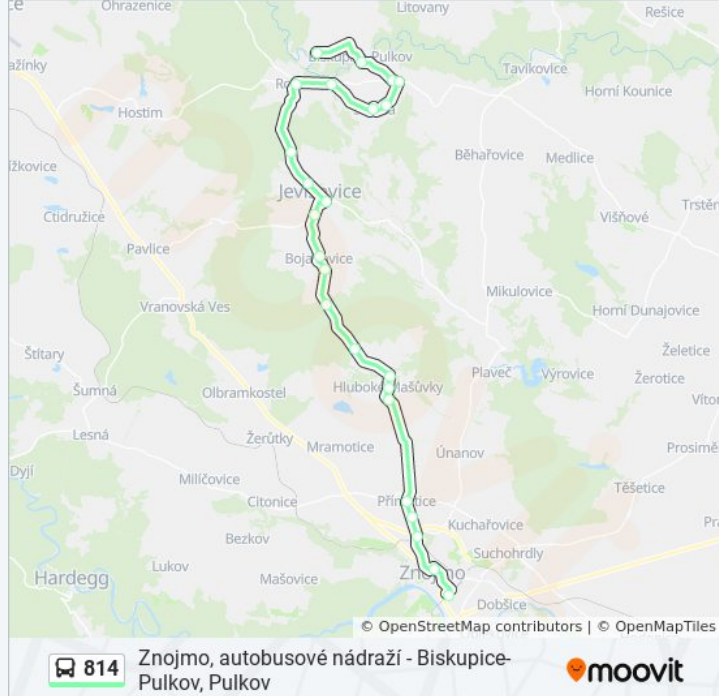 Ohrazenice
Litovany
Rešice
Pulkov
Tavíkovice
Horní Kounice
Hostim
Běhařovice
Medlice
Jevišovice
Ctidružice
Višňové
Pavlice
Bojanovice
Mikulovice
Vranovská Ves
Horní Dunajovice
Štítary
Želetice
Plaveč
Výrovice
Hluboké Mašůvky
Žerotice
Šumná
Olbramkostel
Lesná
Žerůtky
Mramotice
Únanov
Milíčovice
Těšetice
Citonice
Přímětice
Kuchařovice
Bezkov
Suchohrdly
Lukov
Znojmo
Hardegg
Mašovice
Dobšice
© OpenStreetMap contributors | © OpenMapTiles
814
Znojmo, autobusové nádraží - Biskupice-
Pulkov, Pulkov
moovit